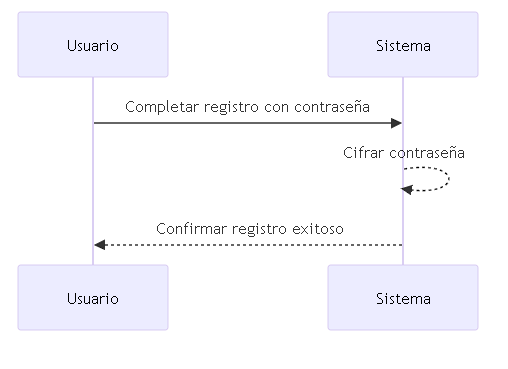 Usuario
Sistema
Completar registro con contraseña
Cifrar contraseña
Confirmar registro exitoso
Usuario
Sistema